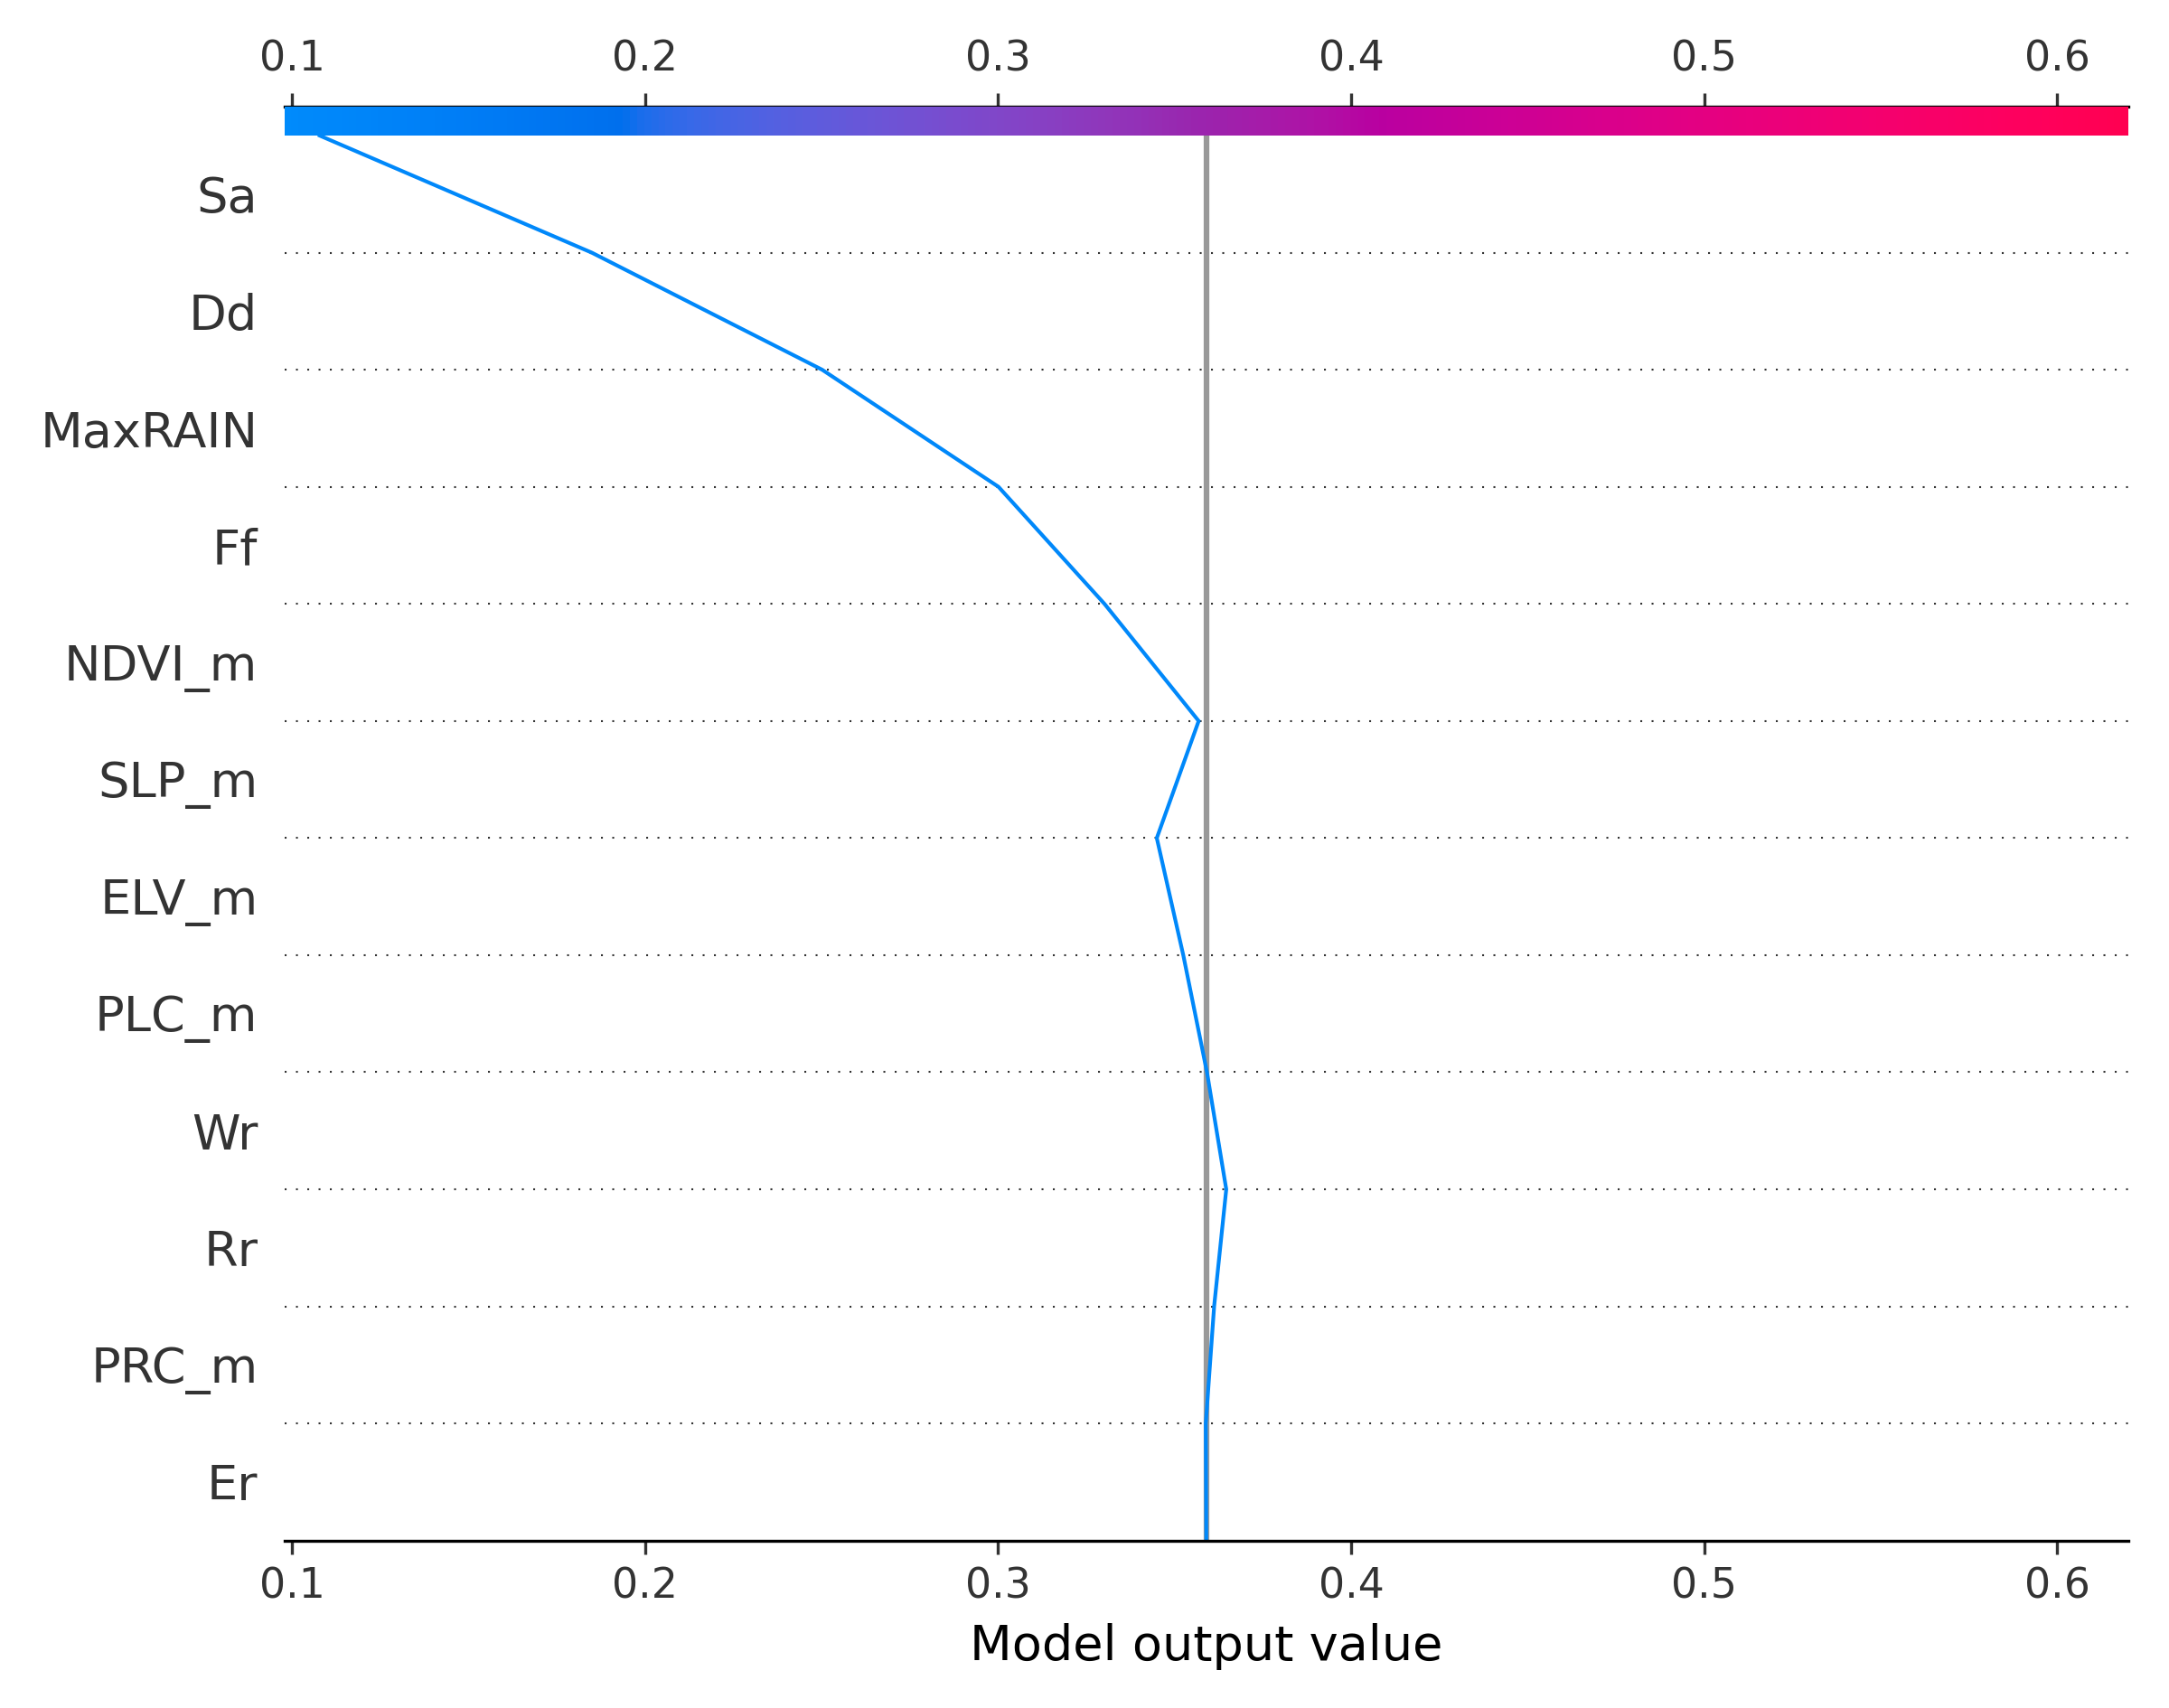 0.1 0.2 0.3 0.4 0.5 0.6
Sa
Dd
MaxRAIN
Ff
NDVI_m
SLP_m
ELV_m
PLC_m
Wr
Rr
PRC_m
Er
0.1 0.2 0.3 0.4 0.5 0.6
Model output value